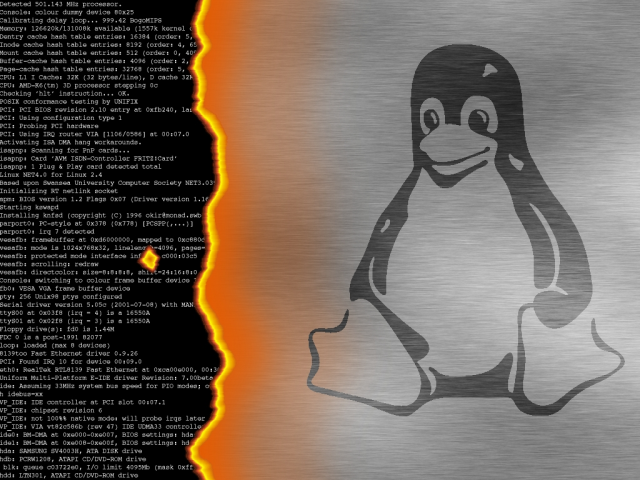 Detected 501.143 MHz processor.
Console: colour dummy device 80x25
Calibrating delay loop... 999.42 BogoMIPS
Memory: 126620k/131008k available (1557k kernel c
Dentry cache hash table entries: 16384 (order: 5,
Inode cache hash table entries: 8192 (order: 4, 65
Mount cache hash table entries: 512 (order: 0, 40
Buffer-cache hash table entries: 4096 (order: 2,
Page-cache hash table entries: 32768 (order: 5,
CPU: L1 I Cache: 32K (32 bytes/line), D cache 32K
CPU: AMD-K6(tm) 3D processor stepping 0c
Checking 'hlt' instruction... OK.
POSIX conformance testing by UNIFIX
PCI: PCI BIOS revision 2.10 entry at 0xfb240, las
PCI: Using configuration type 1
PCI: Probing PCI hardware
PCI: Using IRQ router VIA [1106/0586] at 00:07.0
Activating ISA DMA hang workarounds.
isapnp: Scanning for PnP cards...
isapnp: Card 'AVM ISDN-Controller FRITZ!Card'
isapnp: 1 Plug & Play card detected total
Linux NET4.0 for Linux 2.4
Based upon Swansea University Computer Society NET3.039
Initializing RT netlink socket
apm: BIOS version 1.2 Flags 0x07 (Driver version 1.16
Starting kswapd
Installing knfsd (copyright (C) 1996 okir@monad.swb
parport0: PC-style at 0x378 (0x778) [PCSPP(,...)]
parport0: irq 7 detected
vesafb: framebuffer at 0xd6000000, mapped to 0xc880
vesafb: mode is 1024x768x32, linelength=4096, pages=
vesafb: protected mode interface in c000:03c5
vesafb: scrolling: redraw
vesafb: directcolor: size=8:8:8:8, shift=24:16:8:0
Console: switching to colour frame buffer device
fb0: VESA VGA frame buffer device
pty: 256 Unix98 ptys configured
Serial driver version 5.05c (2001-07-08) with MAN
ttyS00 at 0x03f8 (irq = 4) is a 16550A
ttyS01 at 0x02f8 (irq = 3) is a 16550A
Floppy drive(s): fd0 is 1.44M
FDC 0 is a post-1991 82077
loop: loaded (max 8 devices)
8139too Fast Ethernet driver 0.9.26
PCI: Found IRQ 10 for device 00:09.0
eth0: RealTek RTL8139 Fast Ethernet at 0xca00e000, 00:30
Uniform Multi-Platform E-IDE driver Revision: 7.00beta
ide: Assuming 33MHz system bus speed for PIO modes; o
h idebus=xx
VP_IDE: IDE controller at PCI slot 00:07.1
VP_IDE: chipset revision 6
VP_IDE: not 100%% native mode: will probe irqs later
VP_IDE: VIA vt82c586b (rev 47) IDE UDMA33 controlle
ide0: BM-DMA at 0xe000-0xe007, BIOS settings: hda
ide1: BM-DMA at 0xe008-0xe00f, BIOS settings: hd
hda: SAMSUNG SV4003H, ATA DISK drive
hdb: PCRW1208, ATAPI CD/DVD-ROM drive
blk: queue c03722e0, I/O limit 4095Mb (mask 0xff
hdd: LTN301, ATAPI CD/DVD-ROM drive